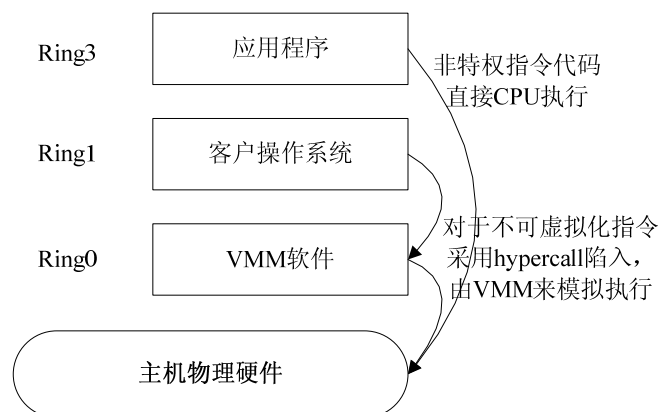 Ring3
应用程序
非特权指令代码
直接CPU执行
Ring1
客户操作系统
对于不可虚拟化指令
采用hypercall陷入，
由VMM来模拟执行
Ring0
VMM软件
主机物理硬件